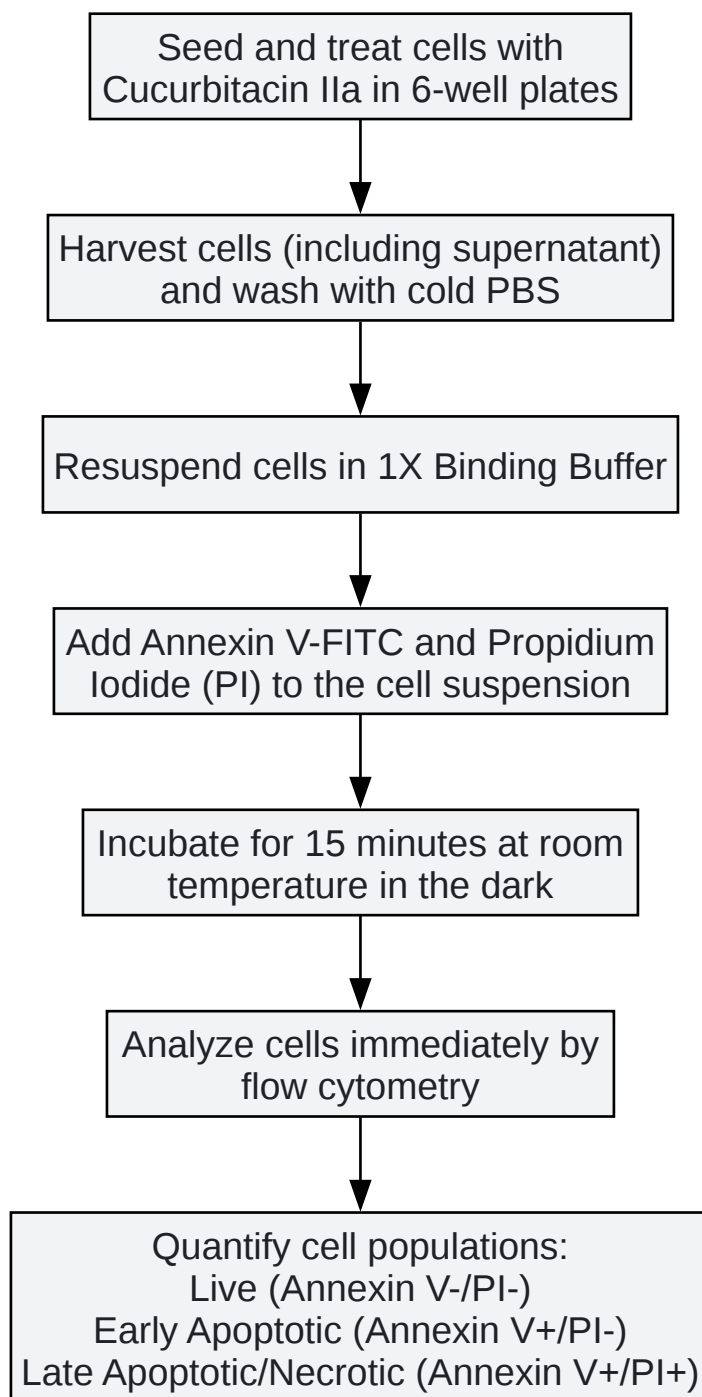 Seed and treat cells with
Cucurbitacin IIa in 6-well plates
Harvest cells (including supernatant)
and wash with cold PBS
Resuspend cells in 1X Binding Buffer
Add Annexin V-FITC and Propidium
Iodide (PI) to the cell suspension
Incubate for 15 minutes at room
temperature in the dark
Analyze cells immediately by
flow cytometry
Quantify cell populations:
Live (Annexin V-/PI-)
Early Apoptotic (Annexin V+/PI-)
Late Apoptotic/Necrotic (Annexin V+/PI+)